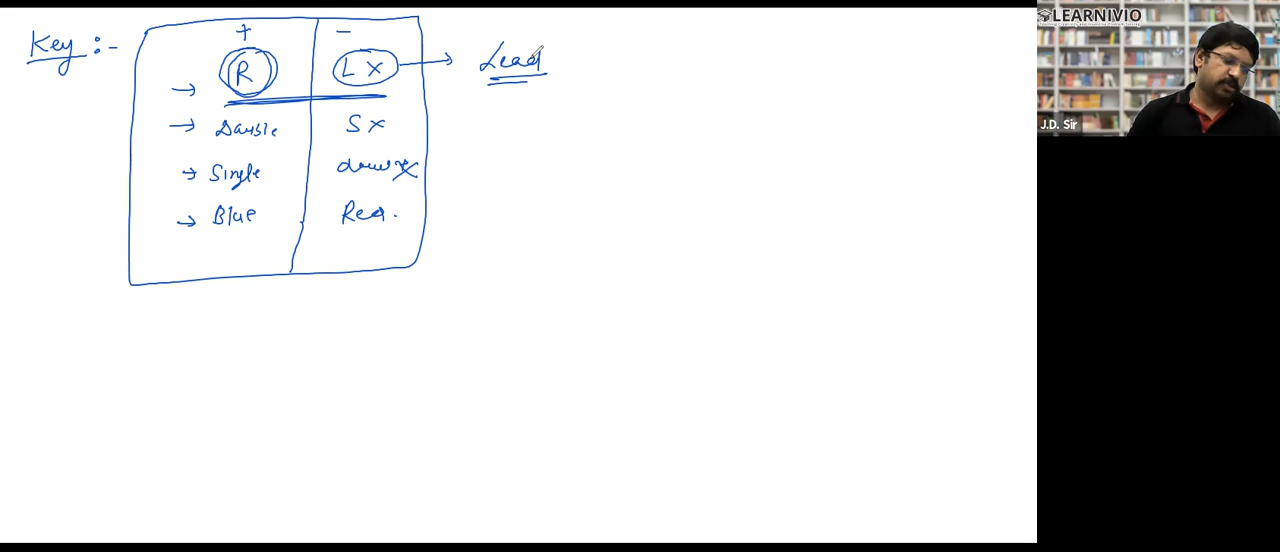 Key :-
+ -
→ R L X → Lead
→ Double S X
→ Single
→ Blue Red.
LEARNIVIO
J.D. Sir